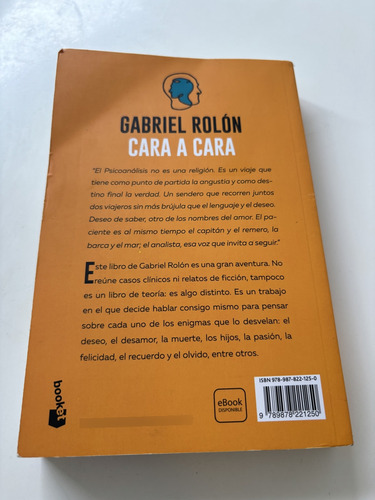 GABRIEL ROLÓN
CARA A CARA
"El Psicoanálisis no es una religión. Es un viaje que
tiene como punto de partida la angustia y como des-
tino final la verdad. Un sendero que recorren juntos
dos viajeros sin más brújula que el lenguaje y el deseo.
Deseo de saber, otro de los nombres del amor. El pa-
ciente es al mismo tiempo el capitán y el remero, la
barca y el mar; el analista, esa voz que invita a seguir."
Este libro de Gabriel Rolón es una gran aventura. No
reúne casos clínicos ni relatos de ficción, tampoco
es un libro de teoría: es algo distinto. Es un trabajo
en el que decide hablar consigo mismo para pensar
sobre cada uno de los enigmas que lo desvelan: el
deseo, el desamor, la muerte, los hijos, la pasión, la
felicidad, el recuerdo y el olvido, entre otros.
booket
eBook
DISPONIBLE
ISBN 978-987-822-125-0
9 789878 221250